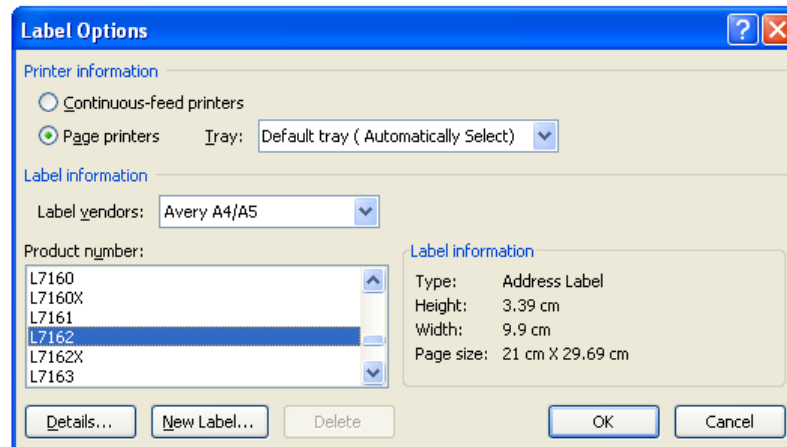 Label Options
Printer information
Continuous-feed printers
Page printers Tray: Default tray ( Automatically Select)
Label information
Label vendors: Avery A4/A5
Product number:
L7160
L7160X
L7161
L7162
L7162X
L7163
Label information
Type: Address Label
Height: 3.39 cm
Width: 9.9 cm
Page size: 21 cm X 29.69 cm
Details... New Label... Delete OK Cancel